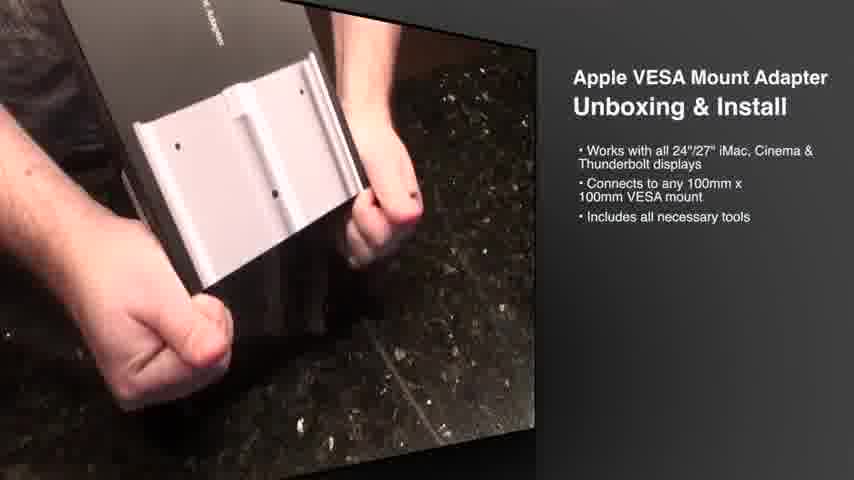 Adapter
Apple VESA Mount Adapter
Unboxing & Install
• Works with all 24"/27" iMac, Cinema &
Thunderbolt displays
• Connects to any 100mm x
100mm VESA mount
• Includes all necessary tools